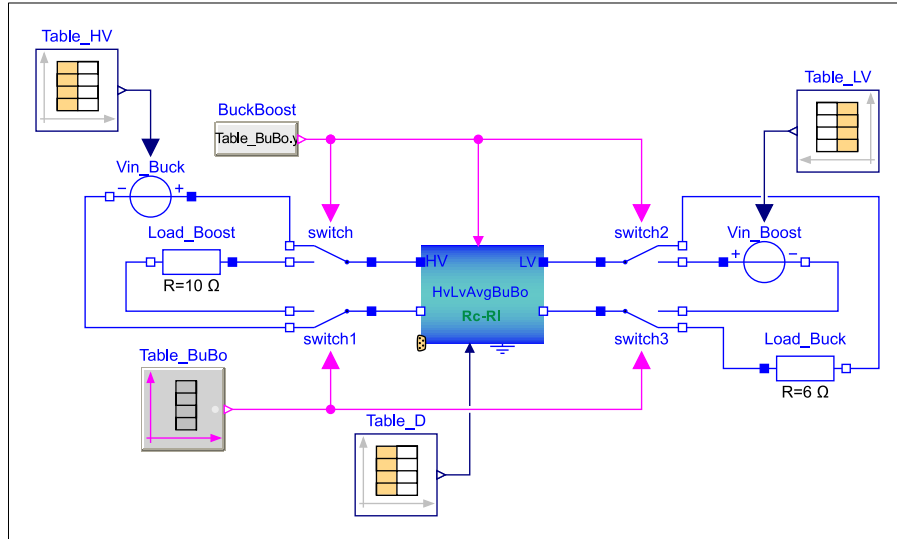 Table_HV
Table_LV
BuckBoost
Table_BuBo.y
Vin_Buck
− +
Load_Boost
switch
switch2
Vin_Boost
+ −
R=10 Ω
HV
LV
HvLvAvgBuBo
Rc-Rl
switch1
switch3
Load_Buck
Table_BuBo
R=6 Ω
Table_D